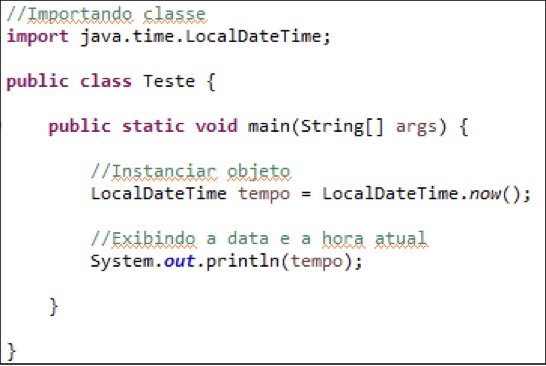 //Importando classe
import java.time.LocalDateTime;
public class Teste {
public static void main(String[] args) {
//Instanciar objeto
LocalDateTime tempo = LocalDateTime.now();
//Exibindo a data e a hora atual
System.out.println(tempo);
}
}